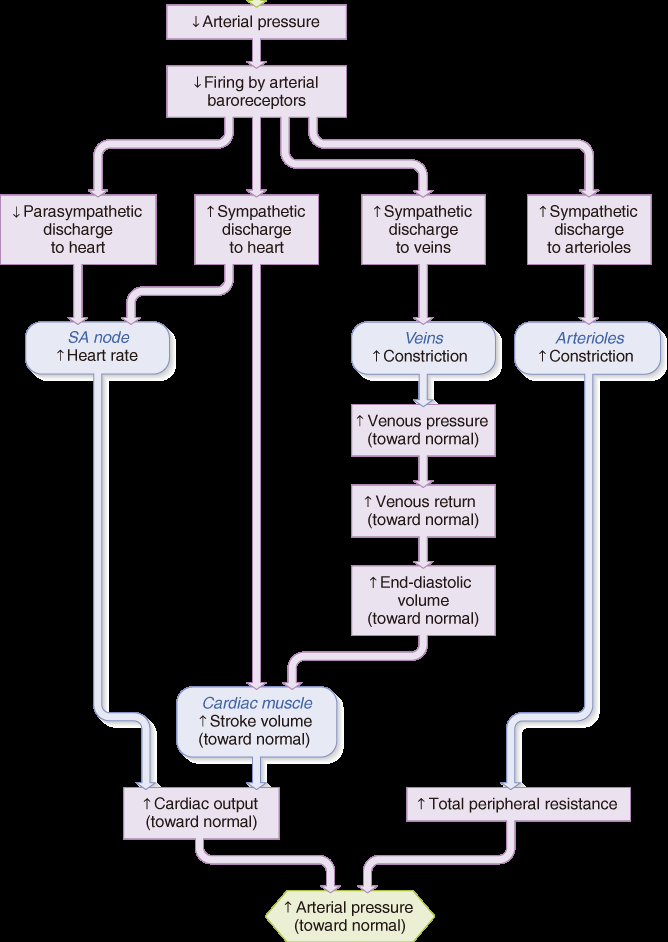 ↓Arterial pressure
↓Firing by arterial
baroreceptors
↓Parasympathetic
discharge
to heart
↑Sympathetic
discharge
to heart
↑Sympathetic
discharge
to veins
↑Sympathetic
discharge
to arterioles
SA node
↑Heart rate
Veins
↑Constriction
Arterioles
↑Constriction
↑Venous pressure
(toward normal)
↑Venous return
(toward normal)
↑End-diastolic
volume
(toward normal)
Cardiac muscle
↑Stroke volume
(toward normal)
↑Cardiac output
(toward normal)
↑Total peripheral resistance
↑Arterial pressure
(toward normal)